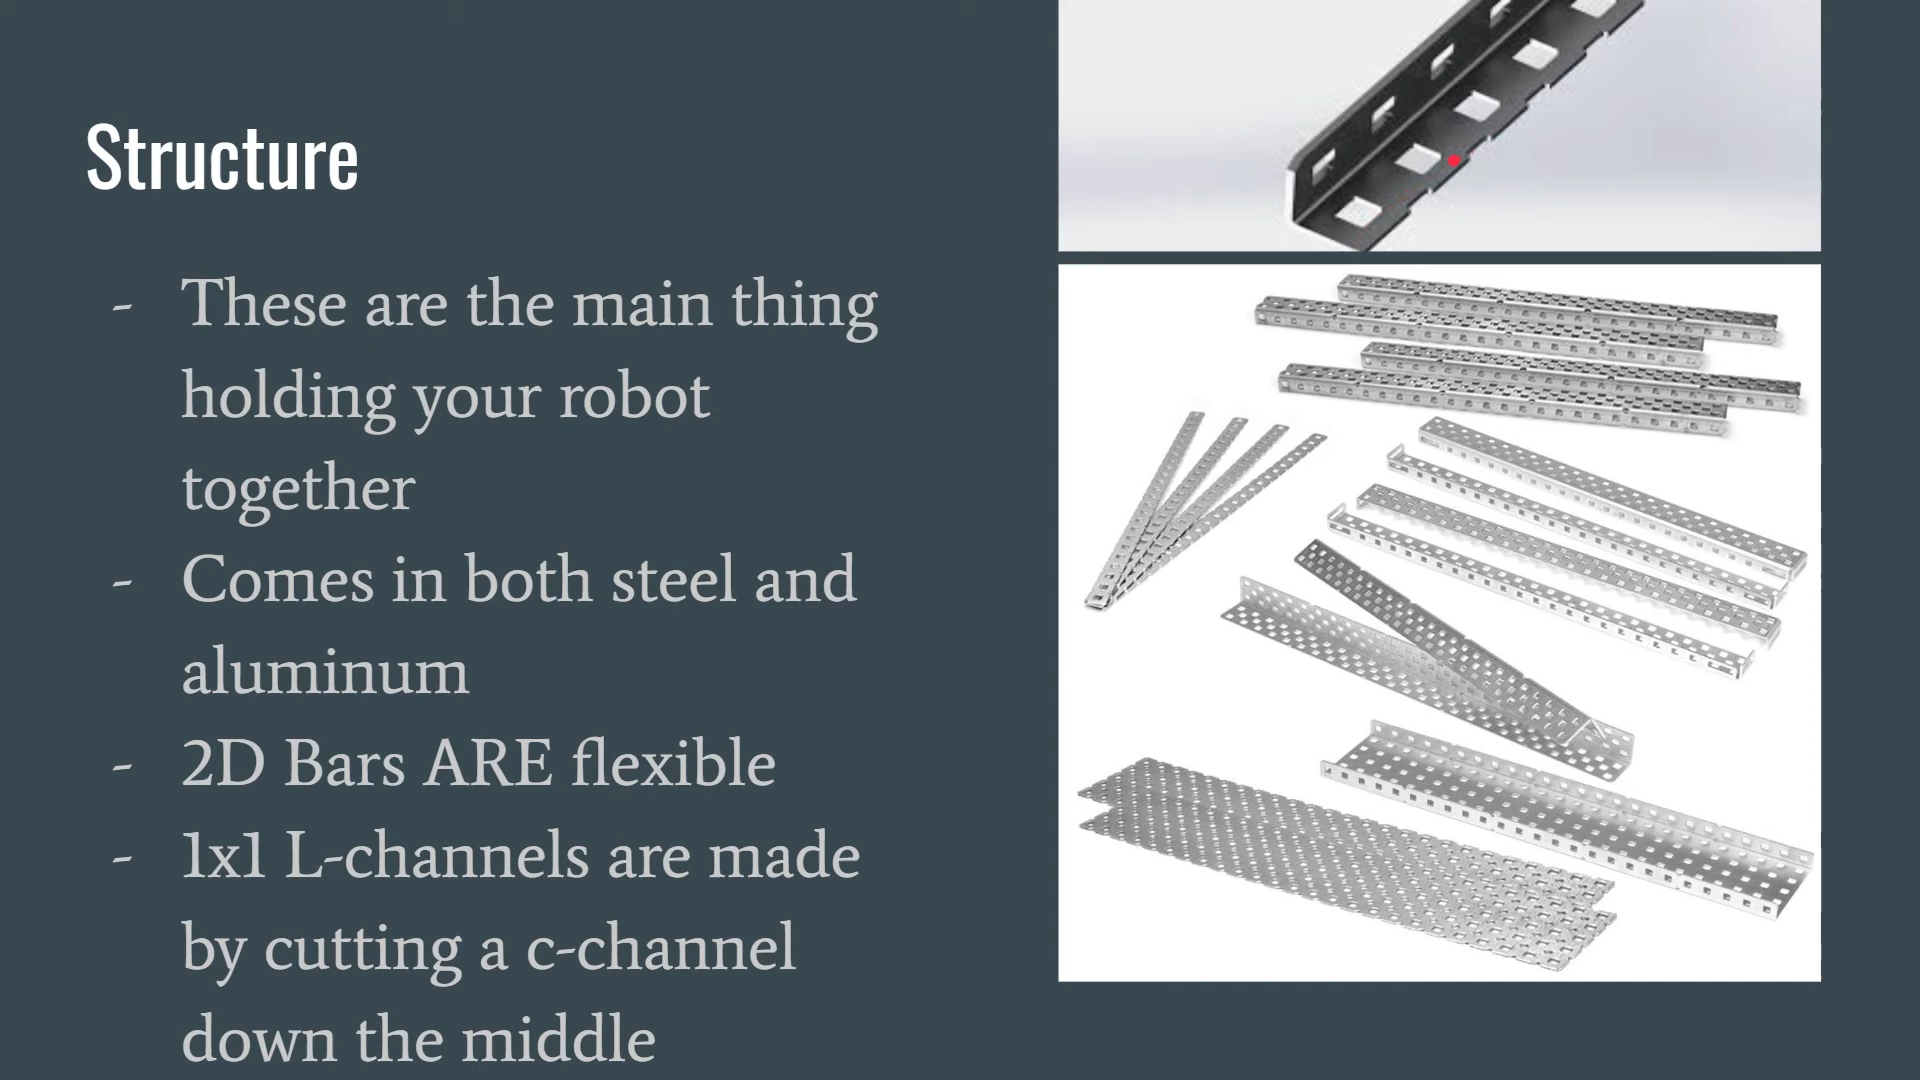 Structure
- These are the main thing
holding your robot
together
- Comes in both steel and
aluminum
- 2D Bars ARE flexible
- 1x1 L-channels are made
by cutting a c-channel
down the middle